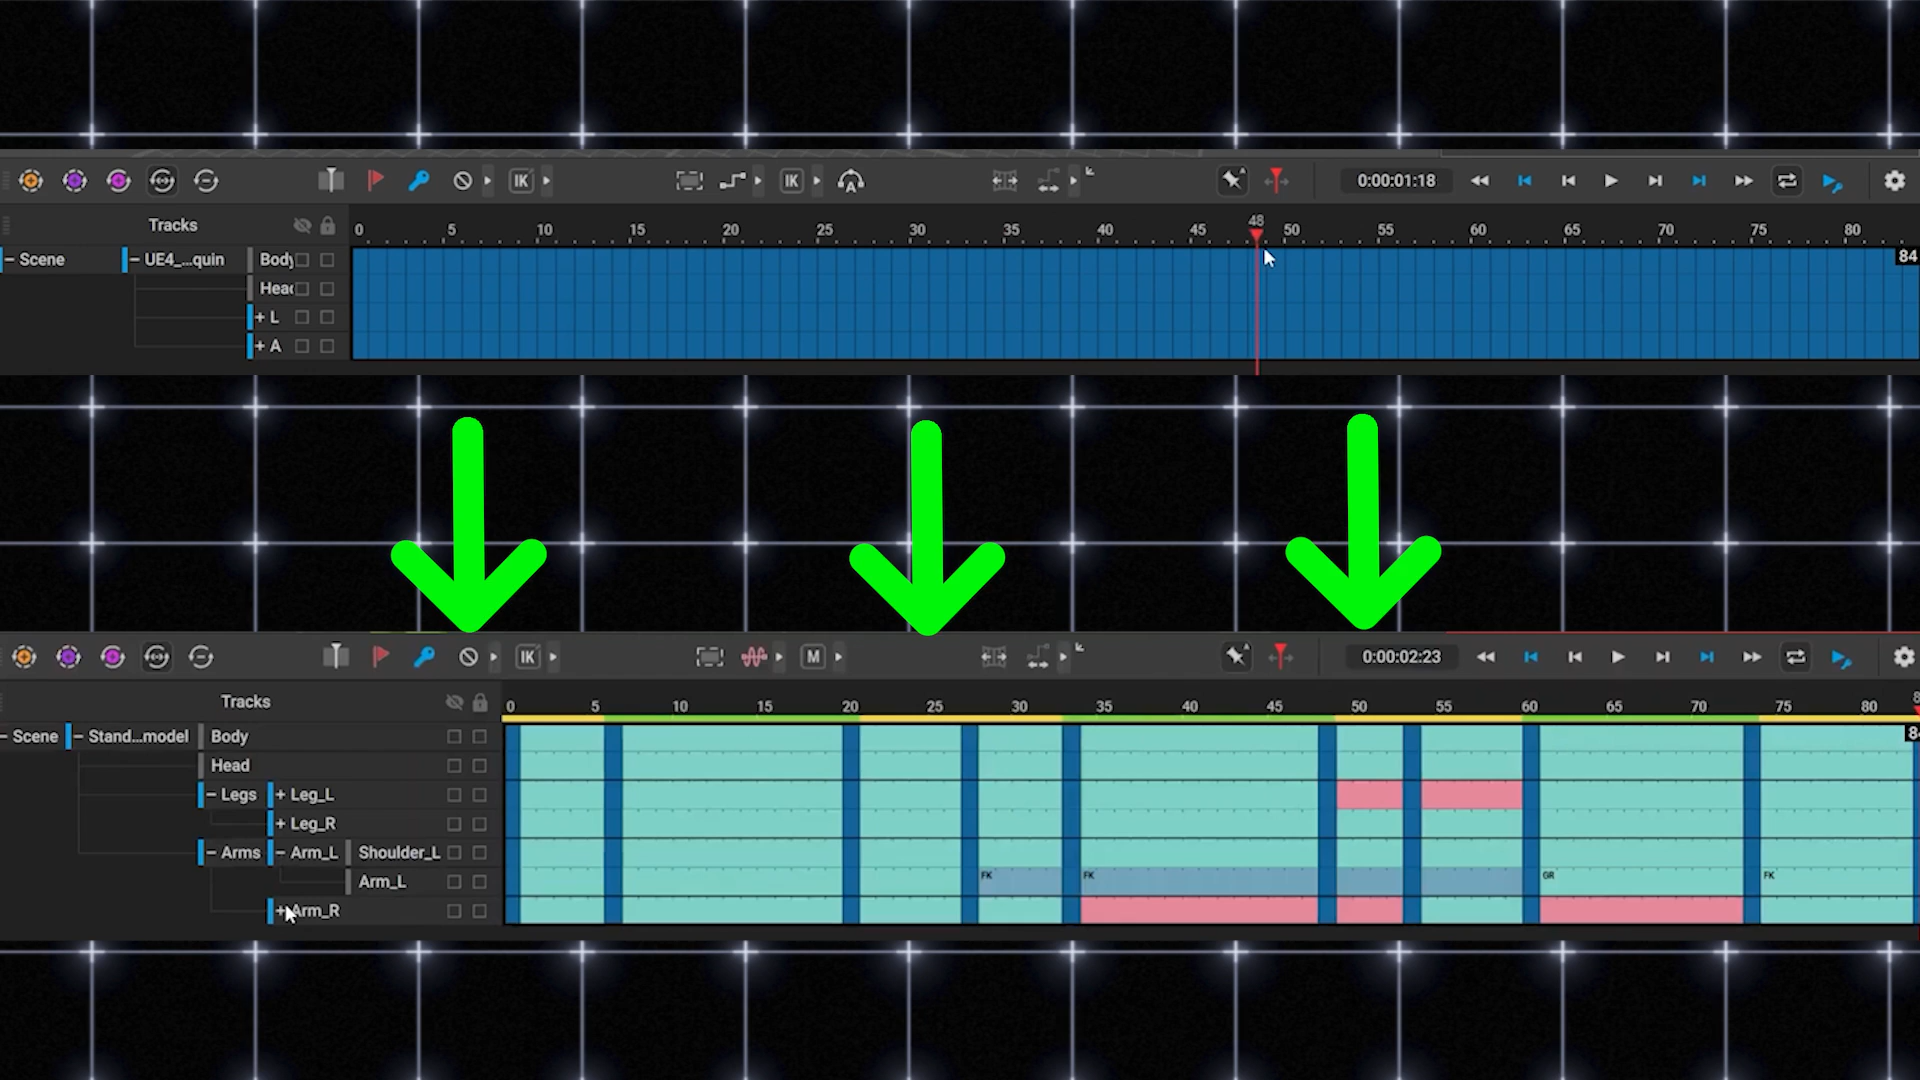 IK
IK
0:00:01:18
Tracks
0 5 10 15 20 25 30 35 40 45 48 50 55 60 65 70 75 80
Scene UE4_...quin Body
84
Head
+ L
+ A
IK
M
0:00:02:23
Tracks
0 5 10 15 20 25 30 35 40 45 50 55 60 65 70 75 80
Scene Stand...model Body
Head
Legs + Leg_L
+ Leg_R
Arms Arm_L Shoulder_L
Arm_L FK FK GR FK
+ Arm_R